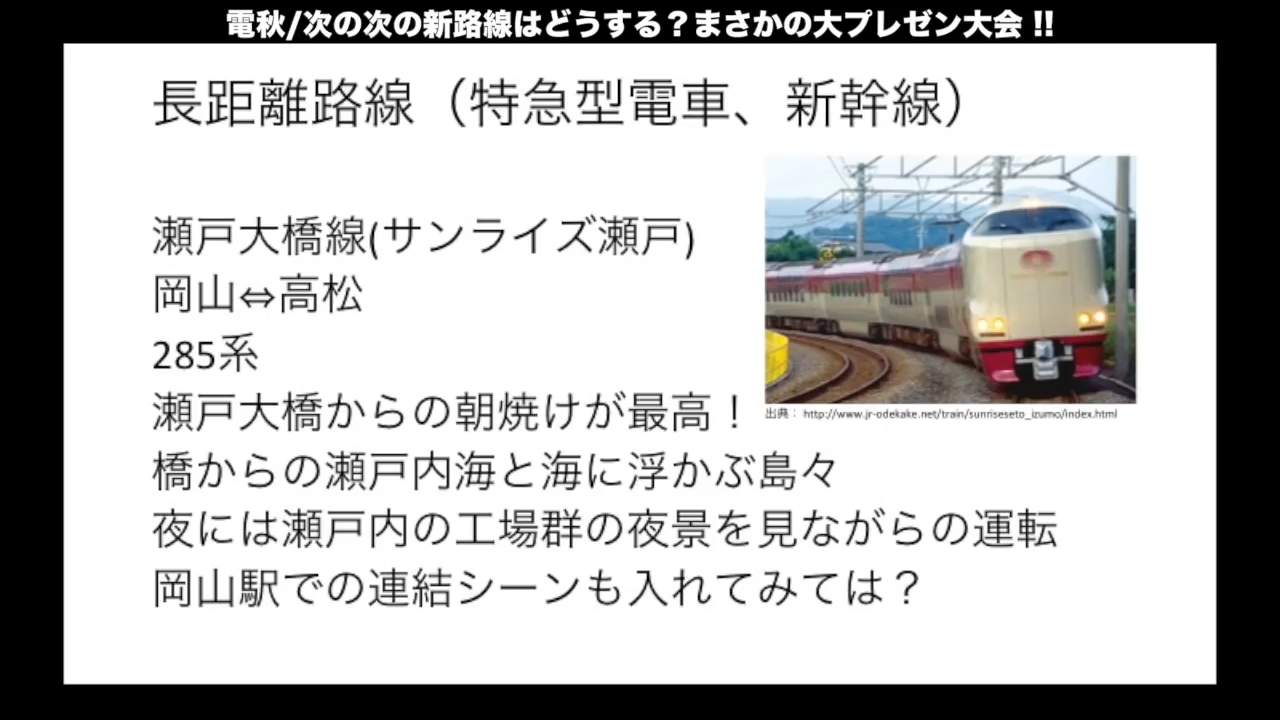 電秋/次の次の新路線はどうする？まさかの大プレゼン大会 !!
長距離路線（特急型電車、新幹線）
瀬戸大橋線(サンライズ瀬戸)
岡山⇔高松
285系
瀬戸大橋からの朝焼けが最高！
出典： http://www.jr-odekake.net/train/sunriseseto_izumo/index.html
橋からの瀬戸内海と海に浮かぶ島々
夜には瀬戸内の工場群の夜景を見ながらの運転
岡山駅での連結シーンも入れてみては？